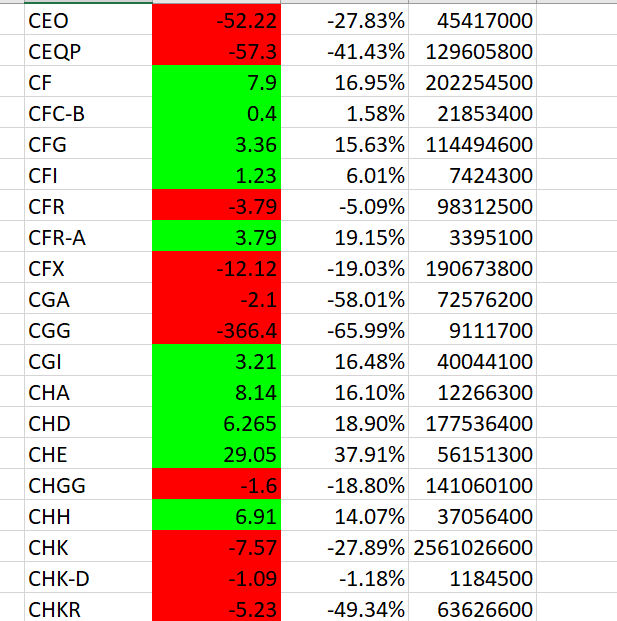 CEO -52.22 -27.83% 45417000
CEQP -57.3 -41.43% 129605800
CF 7.9 16.95% 202254500
CFC-B 0.4 1.58% 21853400
CFG 3.36 15.63% 114494600
CFI 1.23 6.01% 7424300
CFR -3.79 -5.09% 98312500
CFR-A 3.79 19.15% 3395100
CFX -12.12 -19.03% 190673800
CGA -2.1 -58.01% 72576200
CGG -366.4 -65.99% 9111700
CGI 3.21 16.48% 40044100
CHA 8.14 16.10% 12266300
CHD 6.265 18.90% 177536400
CHE 29.05 37.91% 56151300
CHGG -1.6 -18.80% 141060100
CHH 6.91 14.07% 37056400
CHK -7.57 -27.89% 2561026600
CHK-D -1.09 -1.18% 1184500
CHKR -5.23 -49.34% 63626600